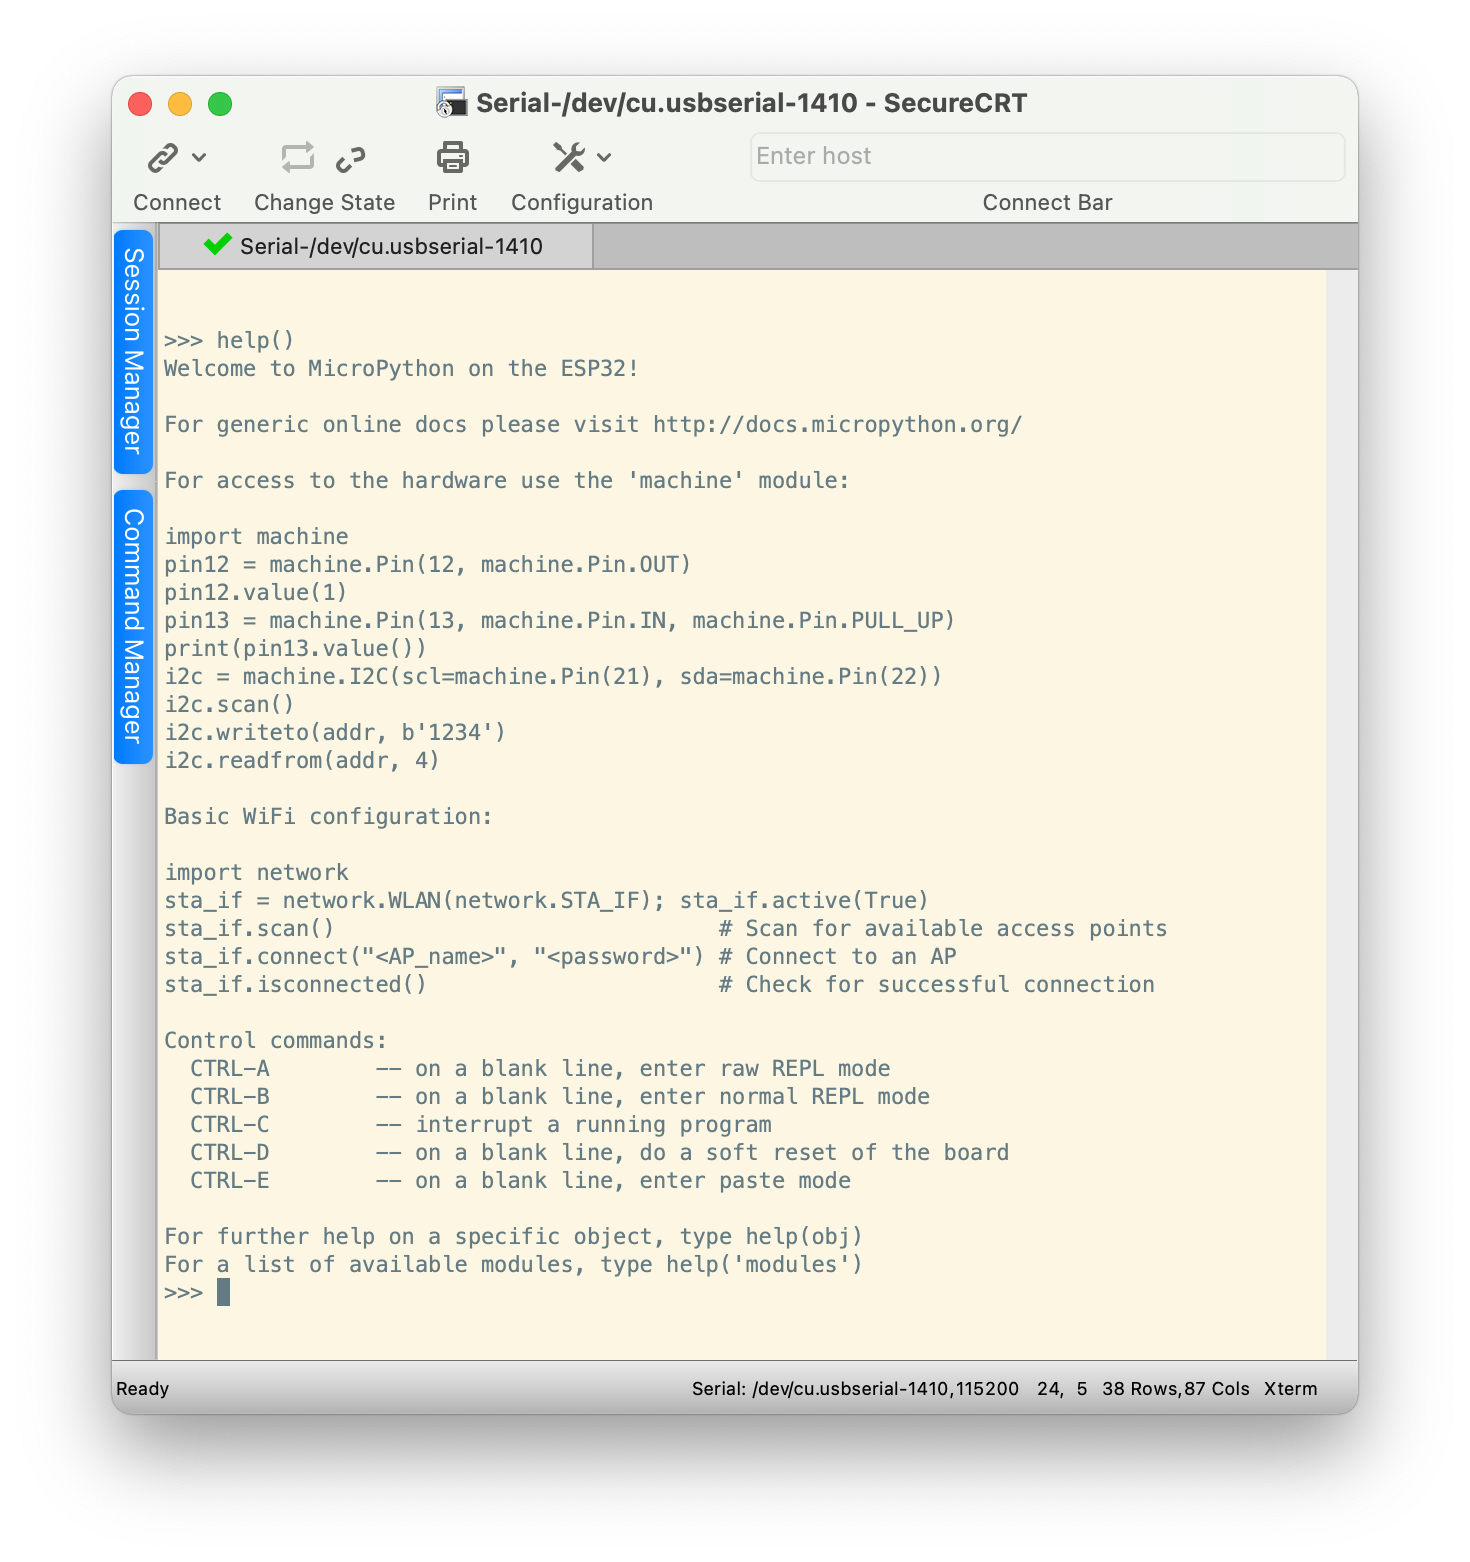 Serial-/dev/cu.usbserial-1410 - SecureCRT
Enter host
Connect Change State Print Configuration Connect Bar
Serial-/dev/cu.usbserial-1410
Session Manager
Command Manager
>>> help()
Welcome to MicroPython on the ESP32!
For generic online docs please visit http://docs.micropython.org/
For access to the hardware use the 'machine' module:
import machine
pin12 = machine.Pin(12, machine.Pin.OUT)
pin12.value(1)
pin13 = machine.Pin(13, machine.Pin.IN, machine.Pin.PULL_UP)
print(pin13.value())
i2c = machine.I2C(scl=machine.Pin(21), sda=machine.Pin(22))
i2c.scan()
i2c.writeto(addr, b'1234')
i2c.readfrom(addr, 4)
Basic WiFi configuration:
import network
sta_if = network.WLAN(network.STA_IF); sta_if.active(True)
sta_if.scan()                             # Scan for available access points
sta_if.connect("<AP_name>", "<password>") # Connect to an AP
sta_if.isconnected()                      # Check for successful connection
Control commands:
  CTRL-A        -- on a blank line, enter raw REPL mode
  CTRL-B        -- on a blank line, enter normal REPL mode
  CTRL-C        -- interrupt a running program
  CTRL-D        -- on a blank line, do a soft reset of the board
  CTRL-E        -- on a blank line, enter paste mode
For further help on a specific object, type help(obj)
For a list of available modules, type help('modules')
>>>
Ready Serial: /dev/cu.usbserial-1410,115200 24, 5 38 Rows,87 Cols Xterm